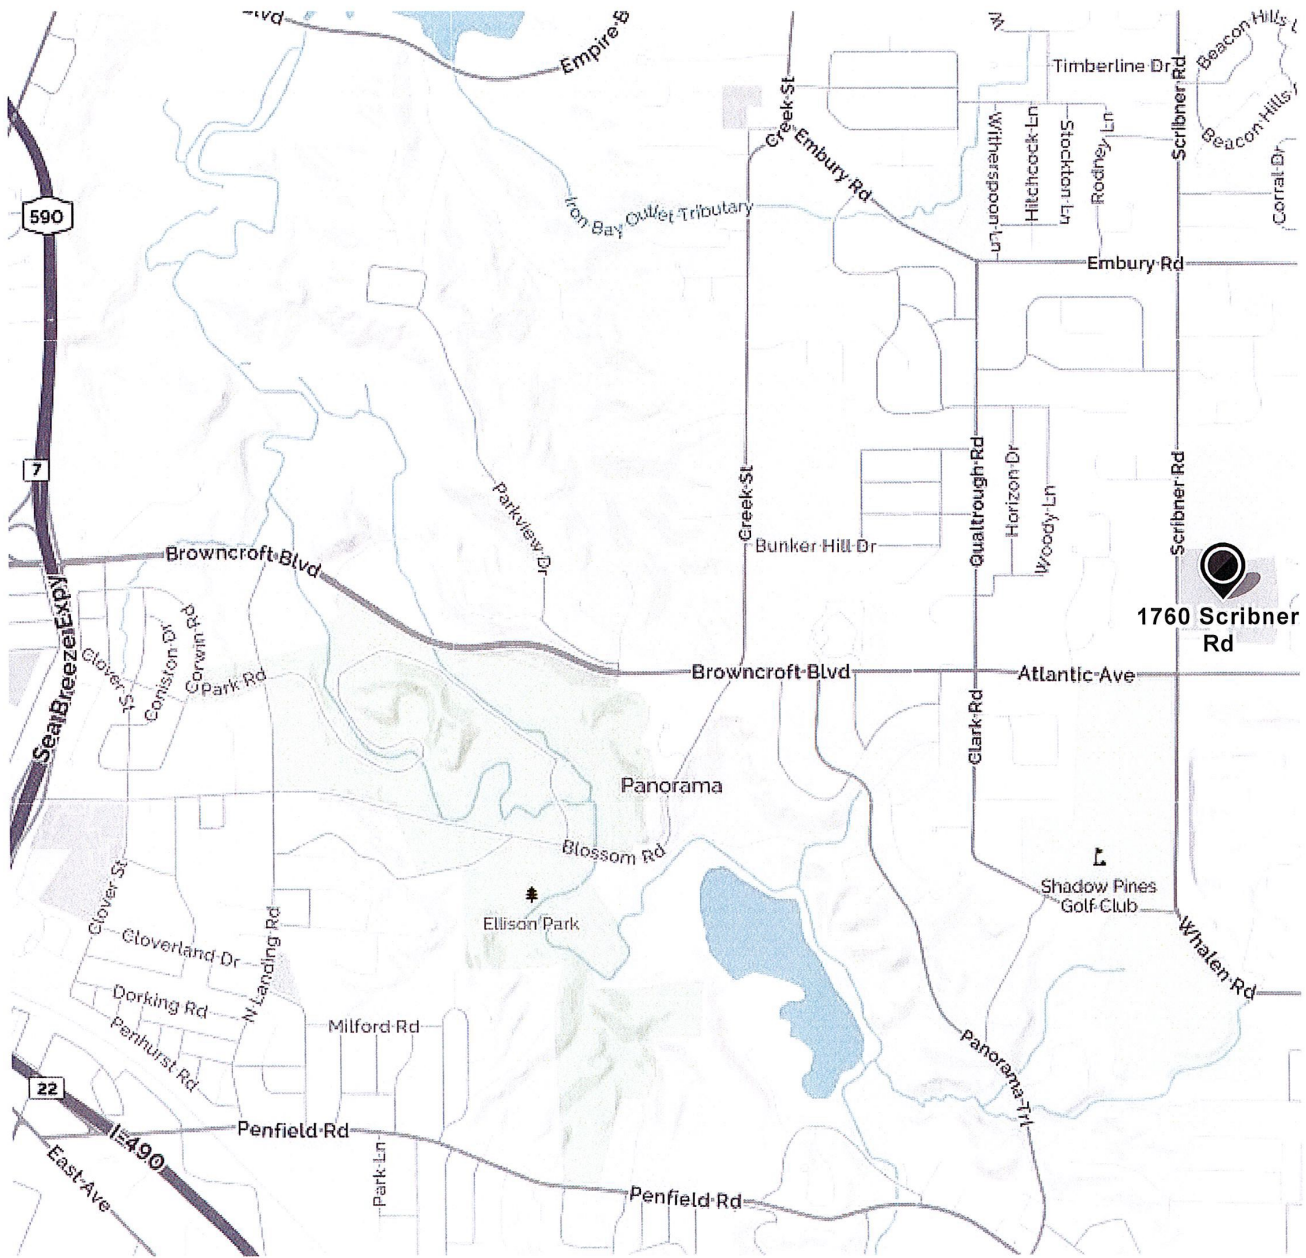 lvd
Empire B
Creek St
W
Timberline Dr
Scribner Rd
Beacon Hills L
Beacon Hills
Embury Rd
Witherspoon Ln
Hitchcock Ln
Stockton Ln
Rodney Ln
Coral Dr
590
Iron Bay Outlet Tributary
Embury Rd
7
Parkview Dr
Creek St
Qualtrough Rd
Horizon Dr
Woody Ln
Scribner Rd
Bunker Hill Dr
Browncroft Blvd
1760 Scribner
Rd
Sea Breeze Expy
Clover St
Coniston Dr
Corwin Rd
Park Rd
Browncroft Blvd
Atlantic Ave
Clark Rd
Panorama
Blossom Rd
Shadow Pines
Golf Club
Clover St
Ellison Park
Cloverland Dr
N Landing Rd
Whalen Rd
Dorking Rd
Milford Rd
Penhurst Rd
Panorama Trl
22
I-490
Penfield Rd
East Ave
Park Ln
Penfield Rd